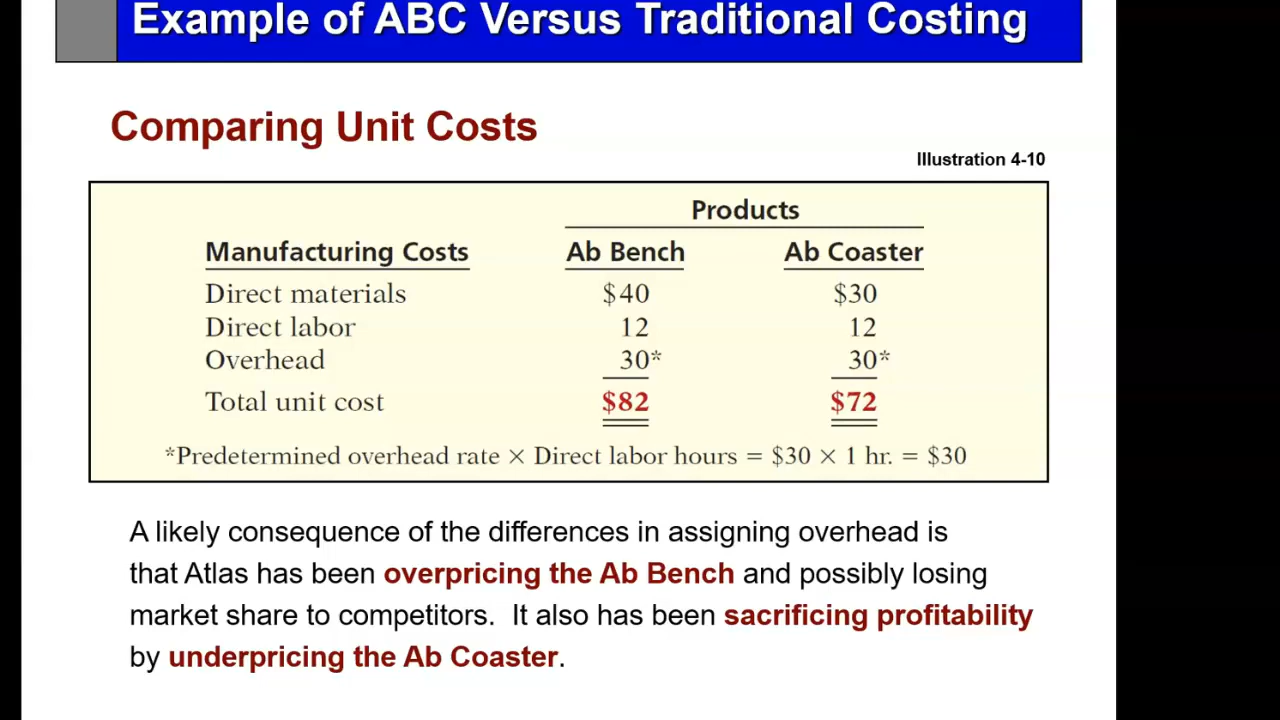 Example of ABC Versus Traditional Costing
Comparing Unit Costs
Illustration 4-10
Products
Manufacturing Costs Ab Bench Ab Coaster
Direct materials $40 $30
Direct labor 12 12
Overhead 30* 30*
Total unit cost $82 $72
*Predetermined overhead rate × Direct labor hours = $30 × 1 hr. = $30
A likely consequence of the differences in assigning overhead is
that Atlas has been overpricing the Ab Bench and possibly losing
market share to competitors. It also has been sacrificing profitability
by underpricing the Ab Coaster.